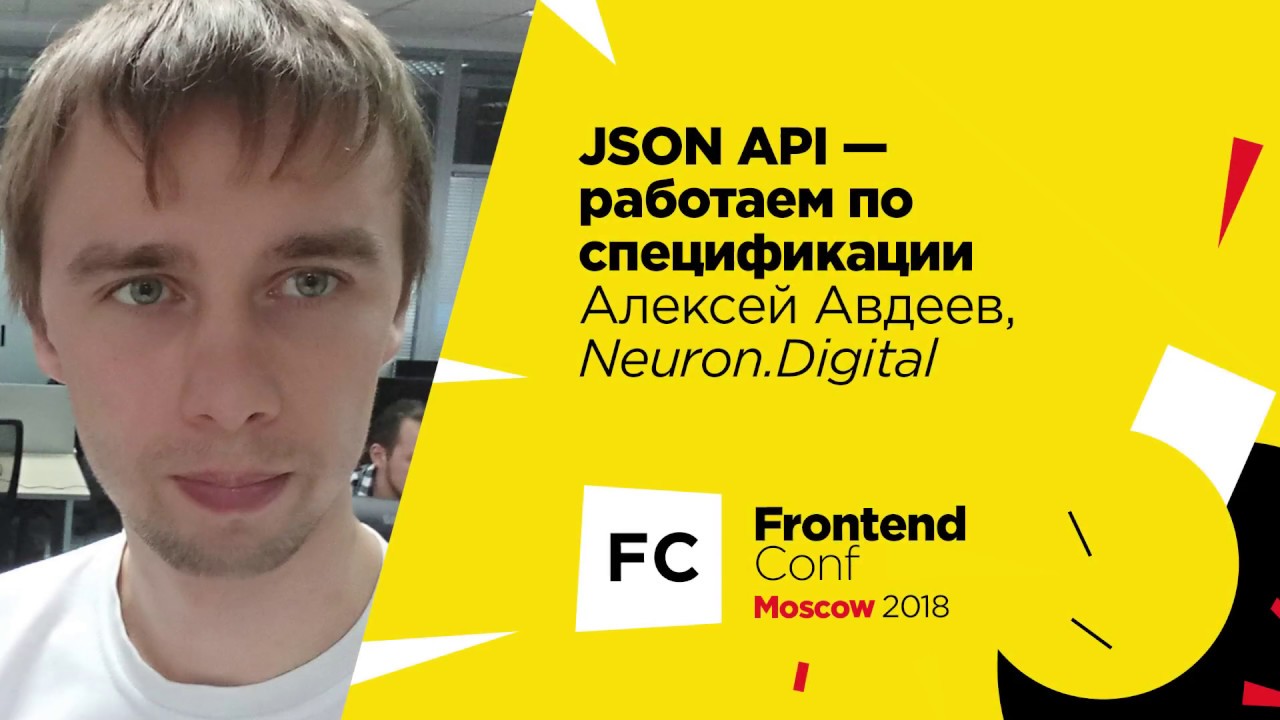 JSON API —
работаем по
спецификации
Алексей Авдеев,
Neuron.Digital
FC
Frontend
Conf
Moscow 2018